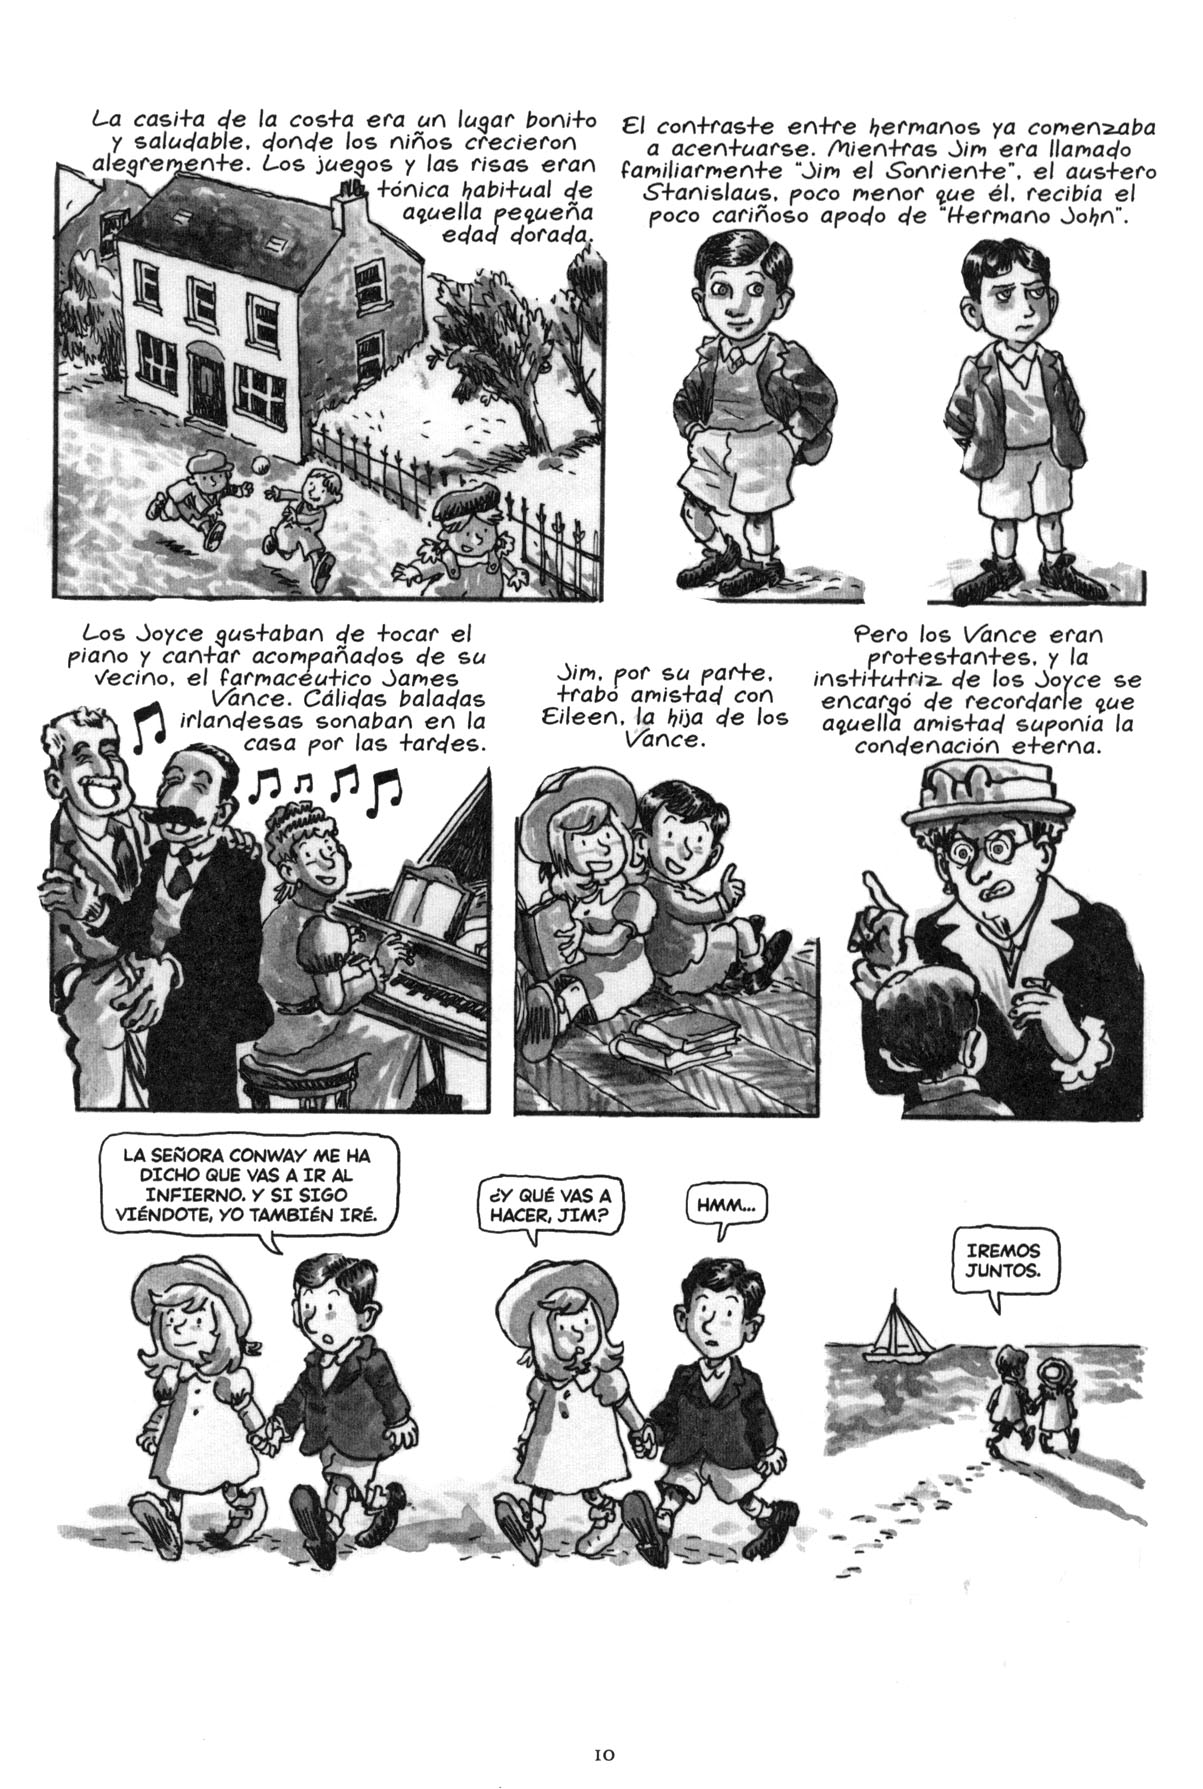 La casita de la costa era un lugar bonito
y saludable, donde los niños crecieron
alegremente. Los juegos y las risas eran
tónica habitual de
aquella pequeña
edad dorada.
El contraste entre hermanos ya comenzaba
a acentuarse. Mientras Jim era llamado
familiarmente "Jim el Sonriente", el austero
Stanislaus, poco menor que él, recibía el
poco cariñoso apodo de "Hermano John".
Los Joyce gustaban de tocar el
piano y cantar acompañados de su
vecino, el farmacéutico James
Vance. Cálidas baladas
irlandesas sonaban en la
casa por las tardes.
Jim, por su parte,
trabó amistad con
Eileen, la hija de los
Vance.
Pero los Vance eran
protestantes, y la
institutriz de los Joyce se
encargó de recordarle que
aquella amistad suponía la
condenación eterna.
LA SEÑORA CONWAY ME HA
DICHO QUE VAS A IR AL
INFIERNO. Y SI SIGO
VIÉNDOTE, YO TAMBIÉN IRÉ.
¿Y QUÉ VAS A
HACER, JIM?
HMM...
IREMOS
JUNTOS.
10